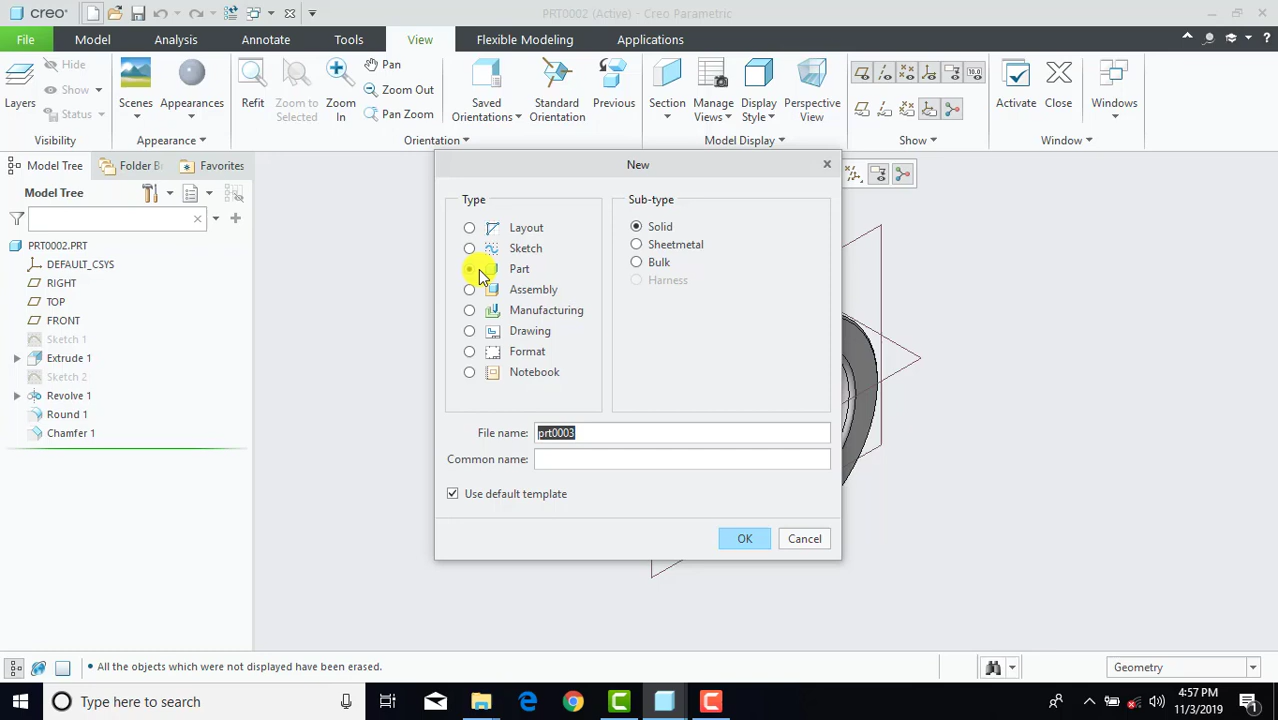 creo
PRT0002 (Active) - Creo Parametric
File
Model
Analysis
Annotate
Tools
View
Flexible Modeling
Applications
Layers
Hide
Show
Status
Visibility
Scenes
Appearances
Appearance
Refit
Zoom to
Selected
Zoom
In
Pan
Zoom Out
Pan Zoom
Saved
Orientations
Standard
Orientation
Previous
Orientation
Section
Manage
Views
Display
Style
Perspective
View
Model Display
10.0
Show
Activate
Close
Windows
Window
Model Tree
Folder B
Favorites
Model Tree
PRT0002.PRT
DEFAULT_CSYS
RIGHT
TOP
FRONT
Sketch 1
Extrude 1
Sketch 2
Revolve 1
Round 1
Chamfer 1
New
Type
Layout
Sketch
Part
Assembly
Manufacturing
Drawing
Format
Notebook
Sub-type
Solid
Sheetmetal
Bulk
Harness
File name:
prt0003
Common name:
Use default template
OK
Cancel
• All the objects which were not displayed have been erased.
Geometry
Type here to search
4:57 PM
11/3/2019
1